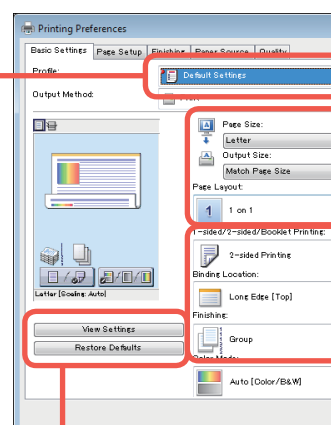 Printing Preferences
Basic Settings Page Setup Finishing Paper Source Quality
Profile:
Default Settings
Output Method:
Page Size:
Letter
Output Size:
Match Page Size
Page Layout:
1 1 on 1
1-sided/2-sided/Booklet Printing:
2-sided Printing
Binding Location:
Long Edge [Top]
Finishing:
Group
Color Mode:
Auto [Color/B&W]
Letter [Scaling: Auto]
View Settings
Restore Defaults